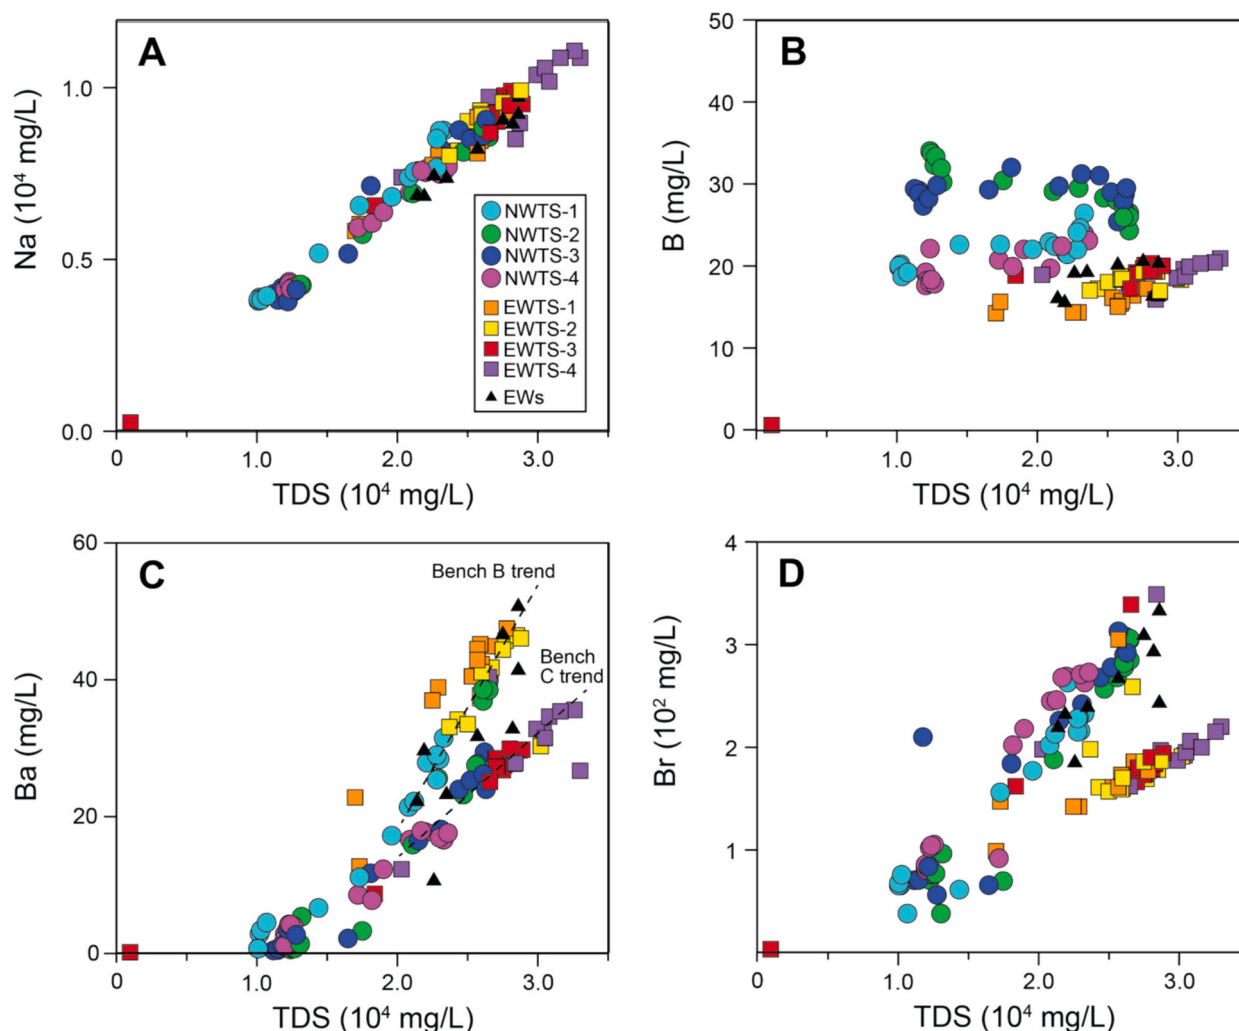 A
Na (10⁴ mg/L)
1.0
0.5
0.0
0
1.0
2.0
3.0
TDS (10⁴ mg/L)
NWTS-1
NWTS-2
NWTS-3
NWTS-4
EWTS-1
EWTS-2
EWTS-3
EWTS-4
EWs
B
B (mg/L)
50
40
30
20
10
0
0
1.0
2.0
3.0
TDS (10⁴ mg/L)
C
Ba (mg/L)
60
40
20
0
0
1.0
2.0
3.0
TDS (10⁴ mg/L)
Bench B trend
Bench
C trend
D
Br (10² mg/L)
4
3
2
1
0
1.0
2.0
3.0
TDS (10⁴ mg/L)